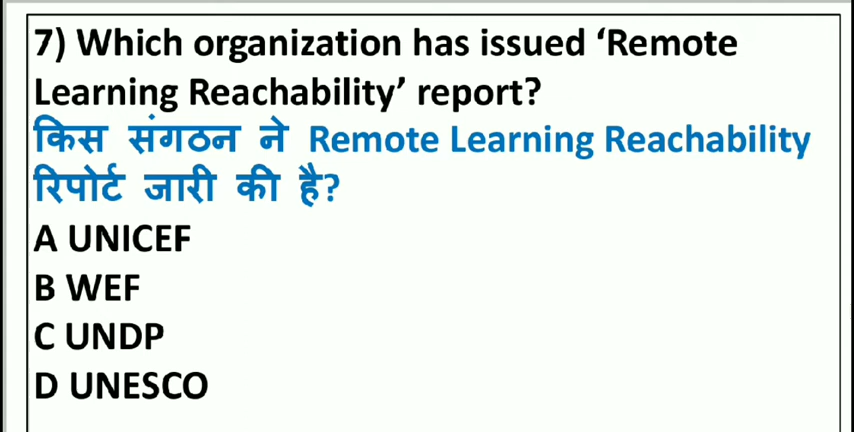 7) Which organization has issued ‘Remote
Learning Reachability’ report?
किस संगठन ने Remote Learning Reachability
रिपोर्ट जारी की है?
A UNICEF
B WEF
C UNDP
D UNESCO